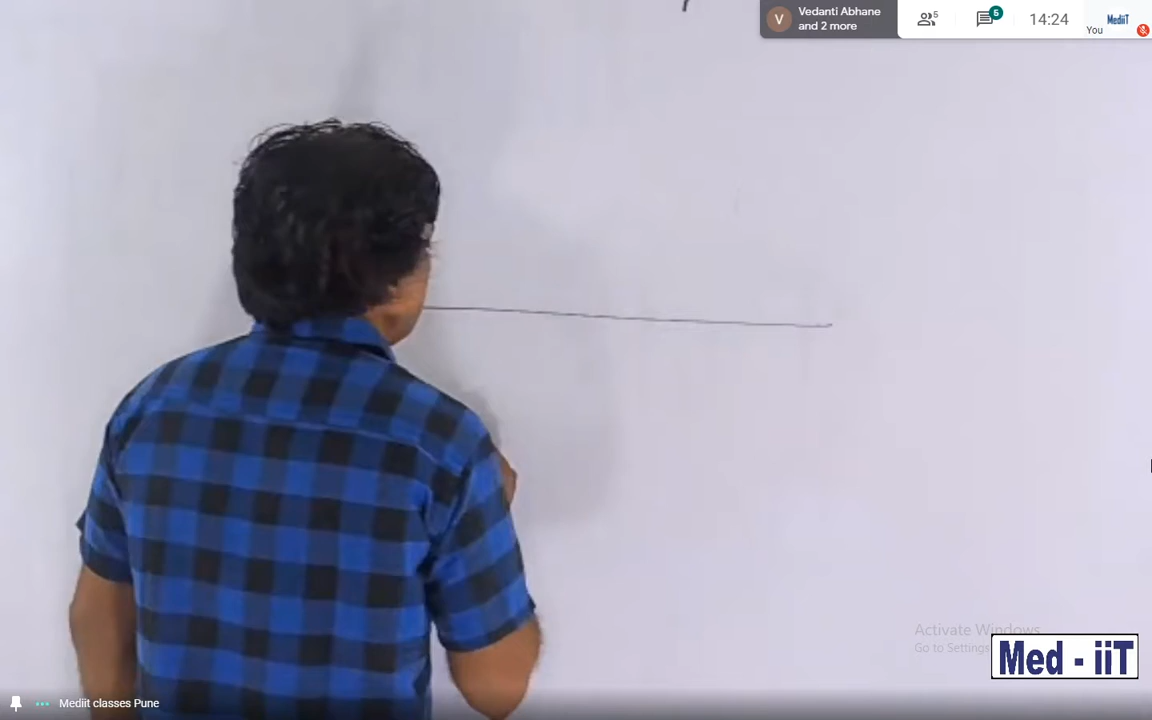 Vedanti Abhane
and 2 more
V
5
5
14:24
MediiT
You
Activate Windows
Go to Settings
Med - iiT
Mediit classes Pune